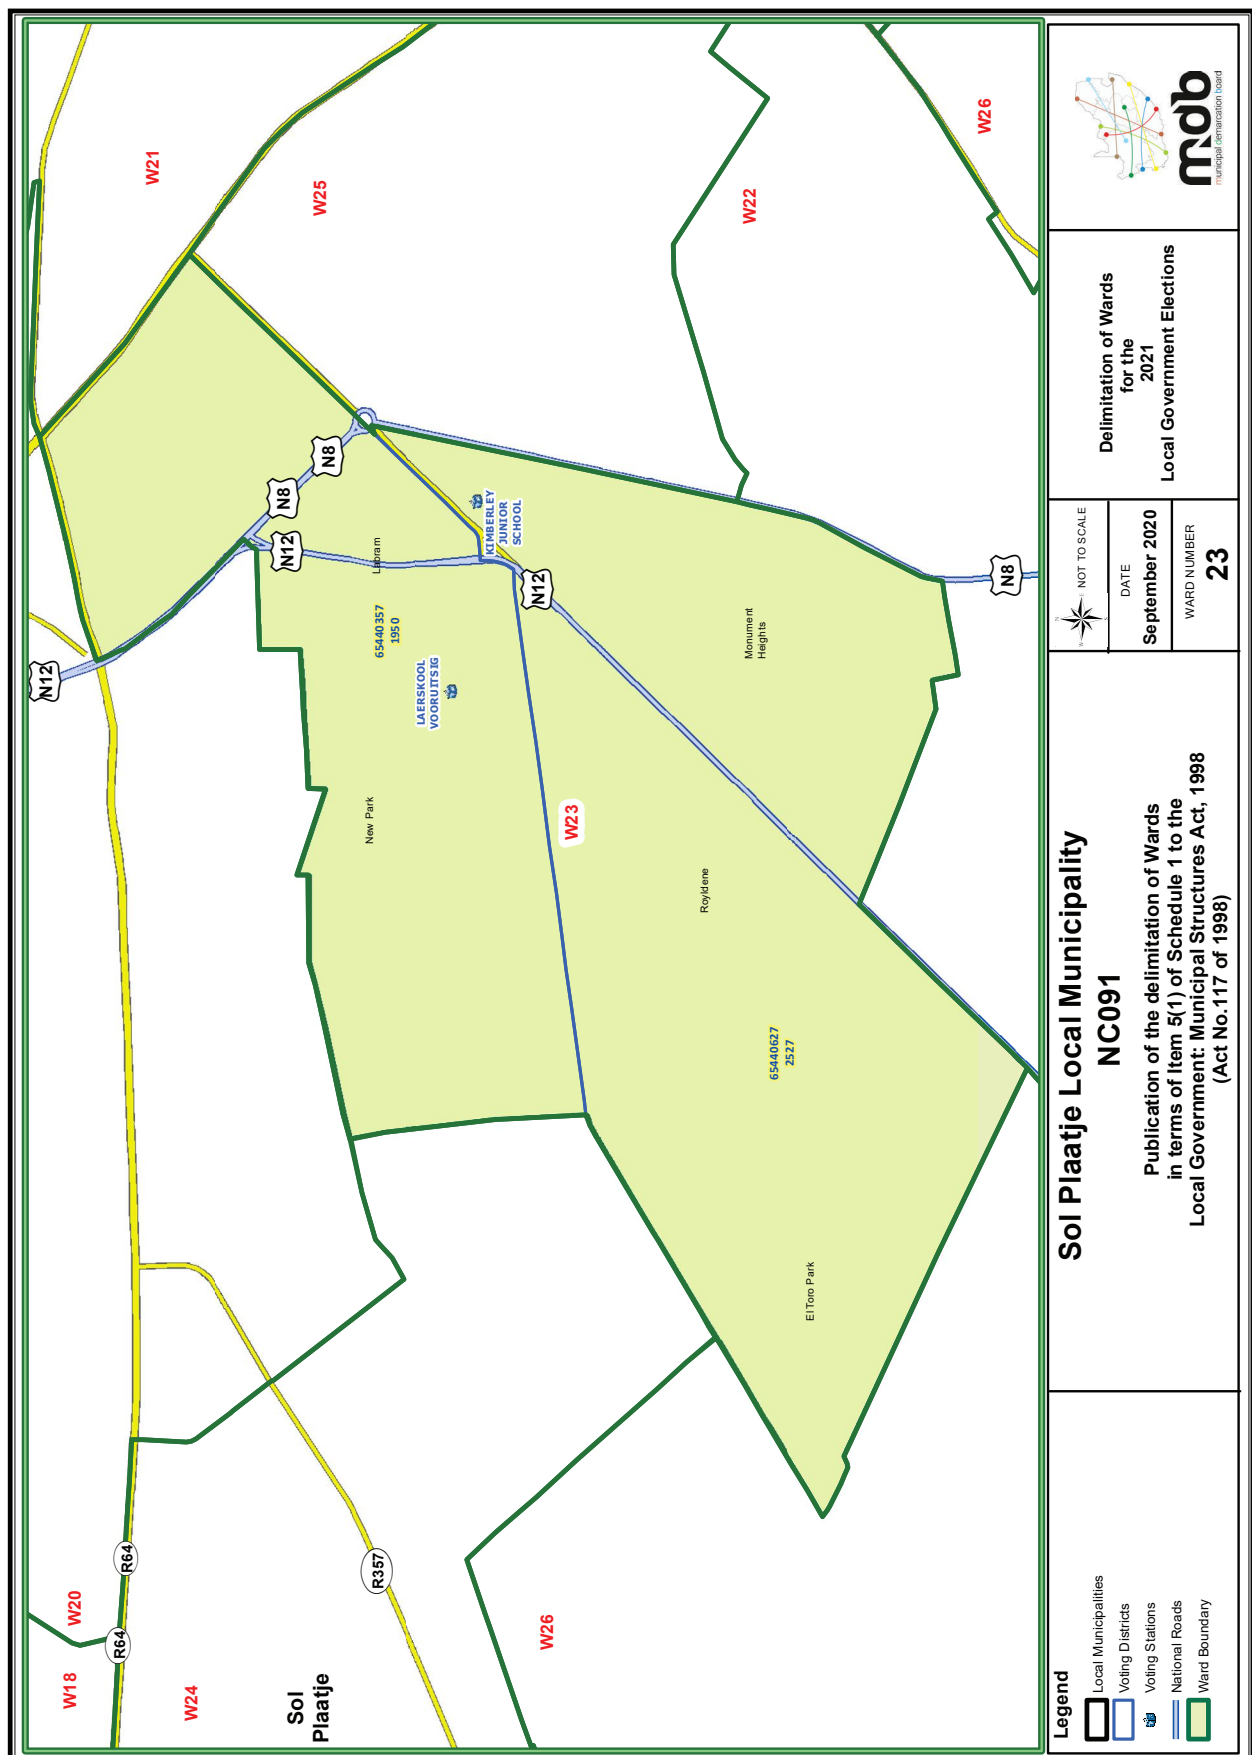 W21
W25
W22
W26
W18
W20
W24
W26
W23
Sol
Plaatje
R64
R64
R357
N12
N8
N8
N12
N12
N8
Labram
65440357
1950
LAERSKOOL
VOORUITSIG
KIMBERLEY
JUNIOR
SCHOOL
New Park
Monument
Heights
Royldene
65440627
2527
El Toro Park
Legend
Local Municipalities
Voting Districts
Voting Stations
National Roads
Ward Boundary
Sol Plaatje Local Municipality
NC091
Publication of the delimitation of Wards
in terms of Item 5(1) of Schedule 1 to the
Local Government: Municipal Structures Act, 1998
(Act No.117 of 1998)
N
W E
S
NOT TO SCALE
DATE
September 2020
WARD NUMBER
23
Delimitation of Wards
for the
2021
Local Government Elections
mdb
municipal demarcation board